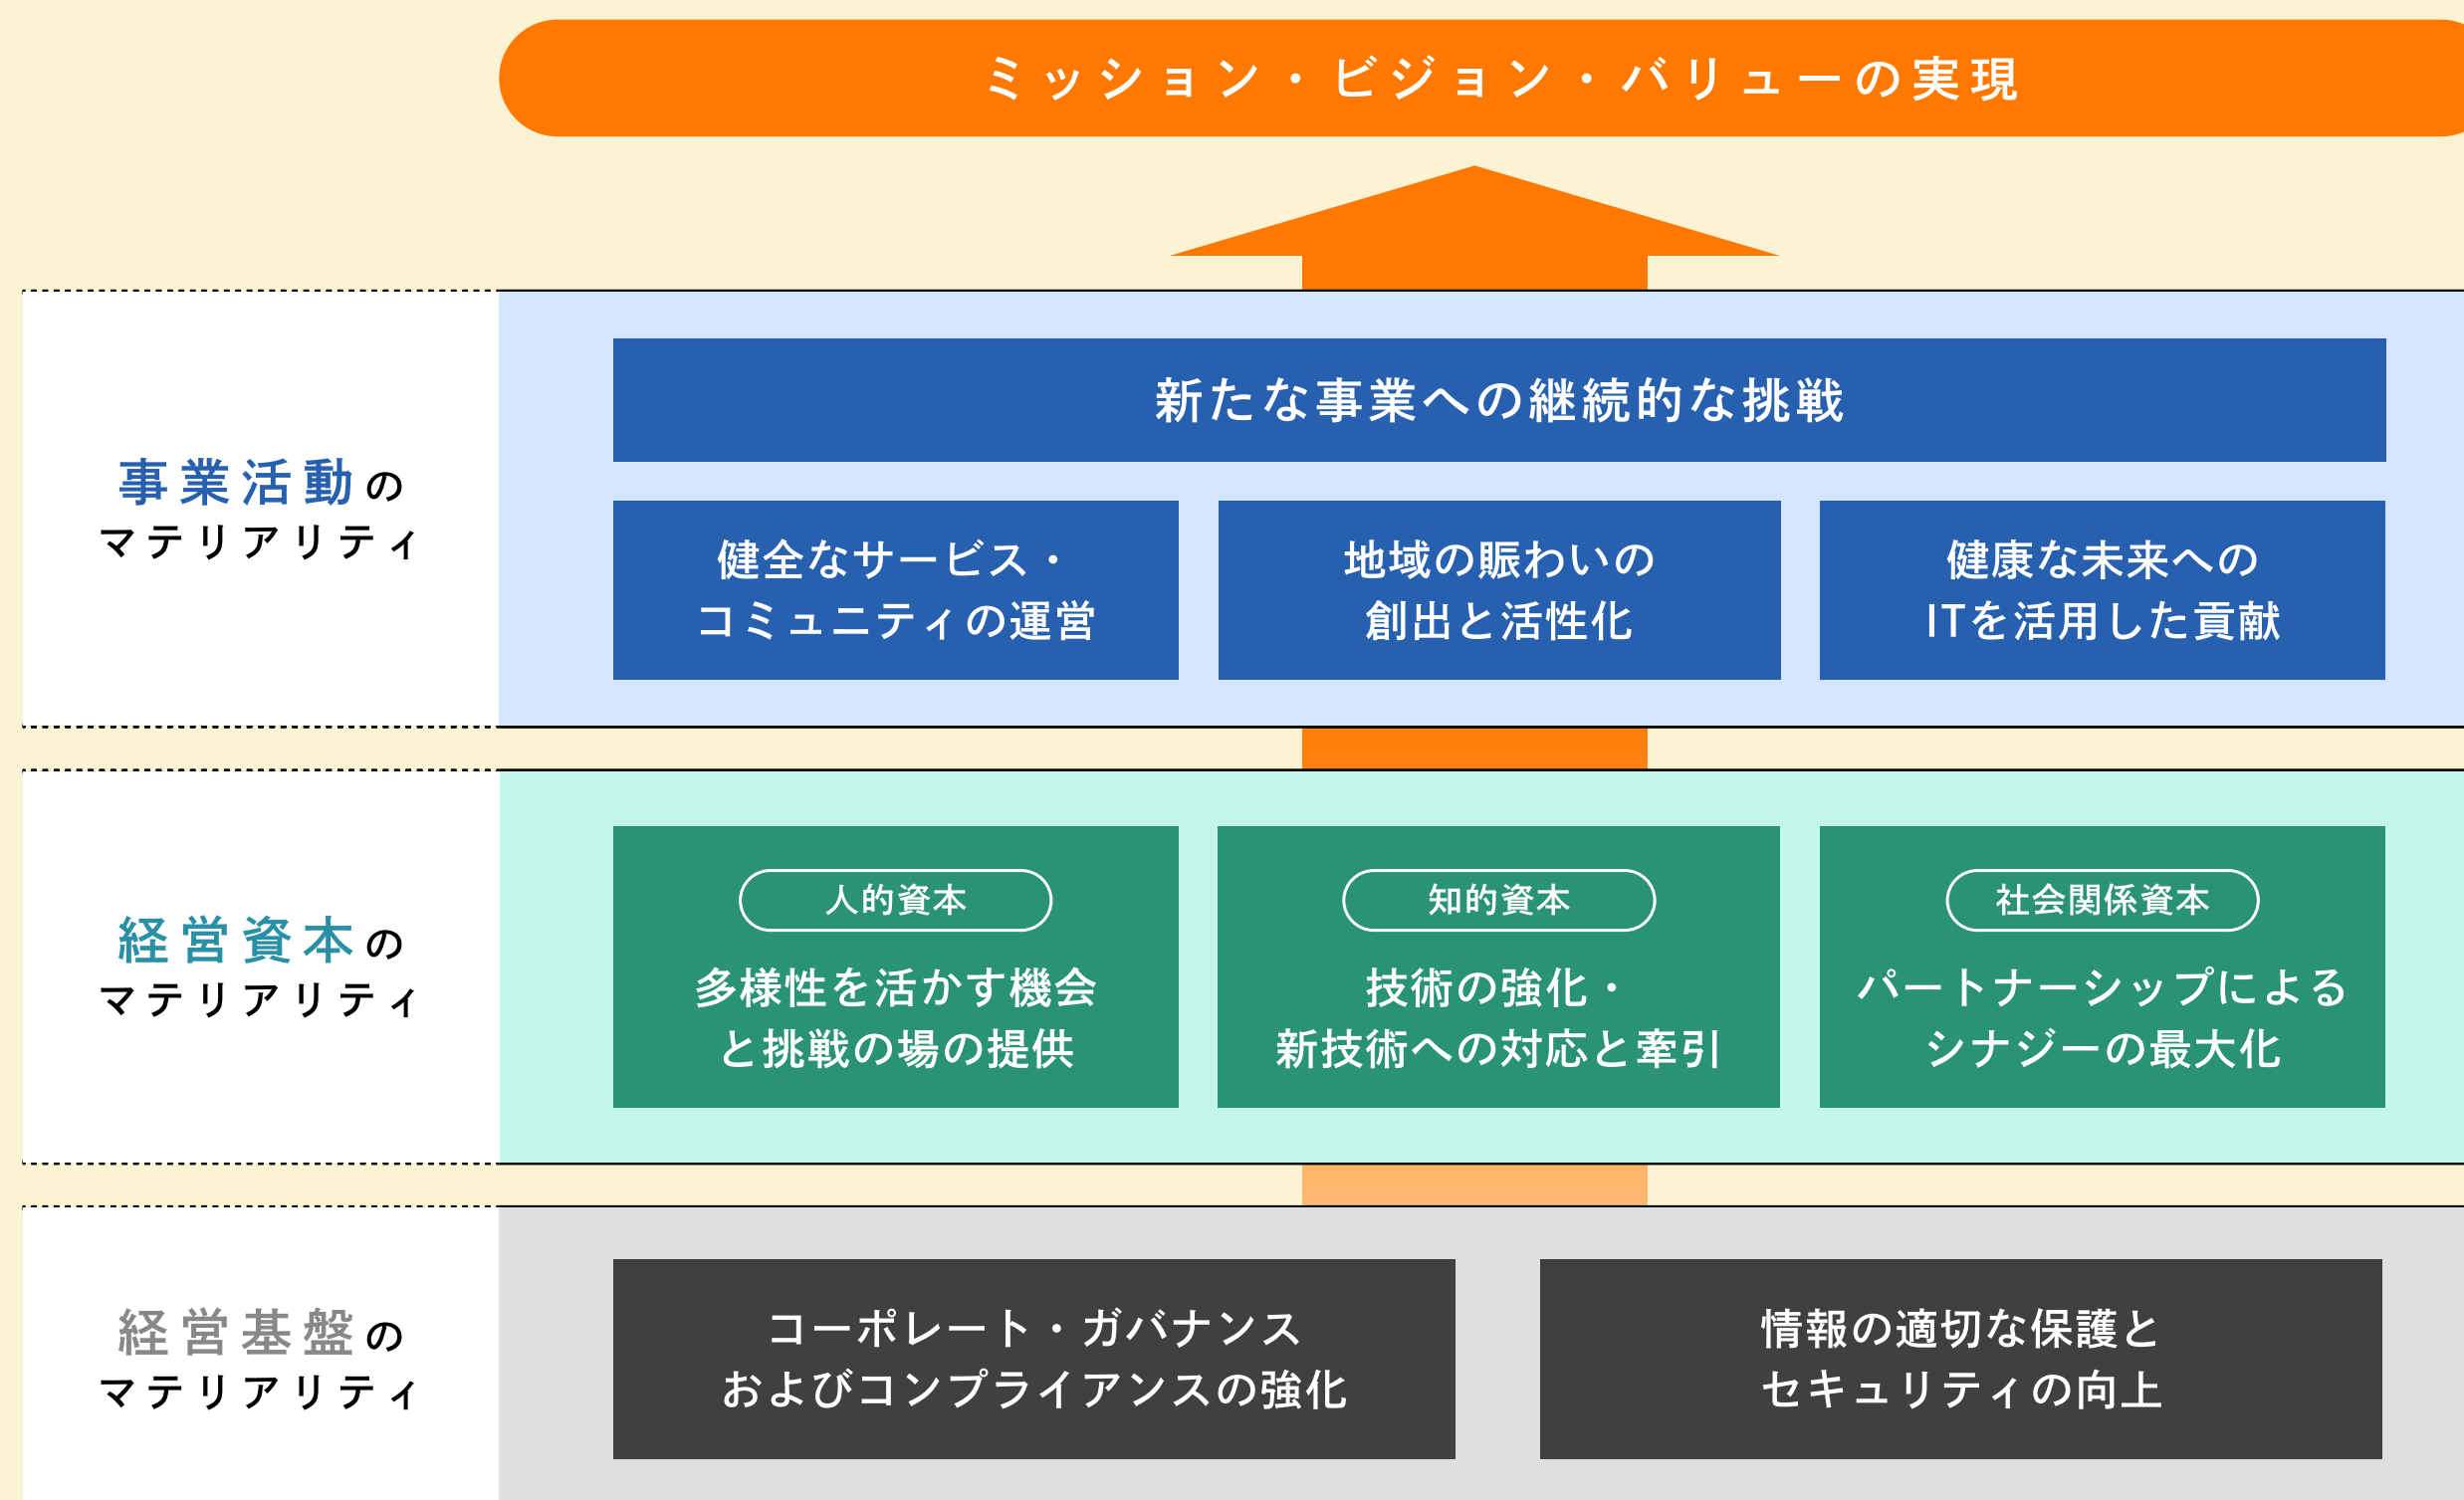 ミッション・ビジョン・バリューの実現
事業活動の
マテリアリティ
新たな事業への継続的な挑戦
健全なサービス・
コミュニティの運営
地域の賑わいの
創出と活性化
健康な未来への
ITを活用した貢献
経営資本の
マテリアリティ
人的資本
多様性を活かす機会
と挑戦の場の提供
知的資本
技術の強化・
新技術への対応と牽引
社会関係資本
パートナーシップによる
シナジーの最大化
経営基盤の
マテリアリティ
コーポレート・ガバナンス
およびコンプライアンスの強化
情報の適切な保護と
セキュリティの向上